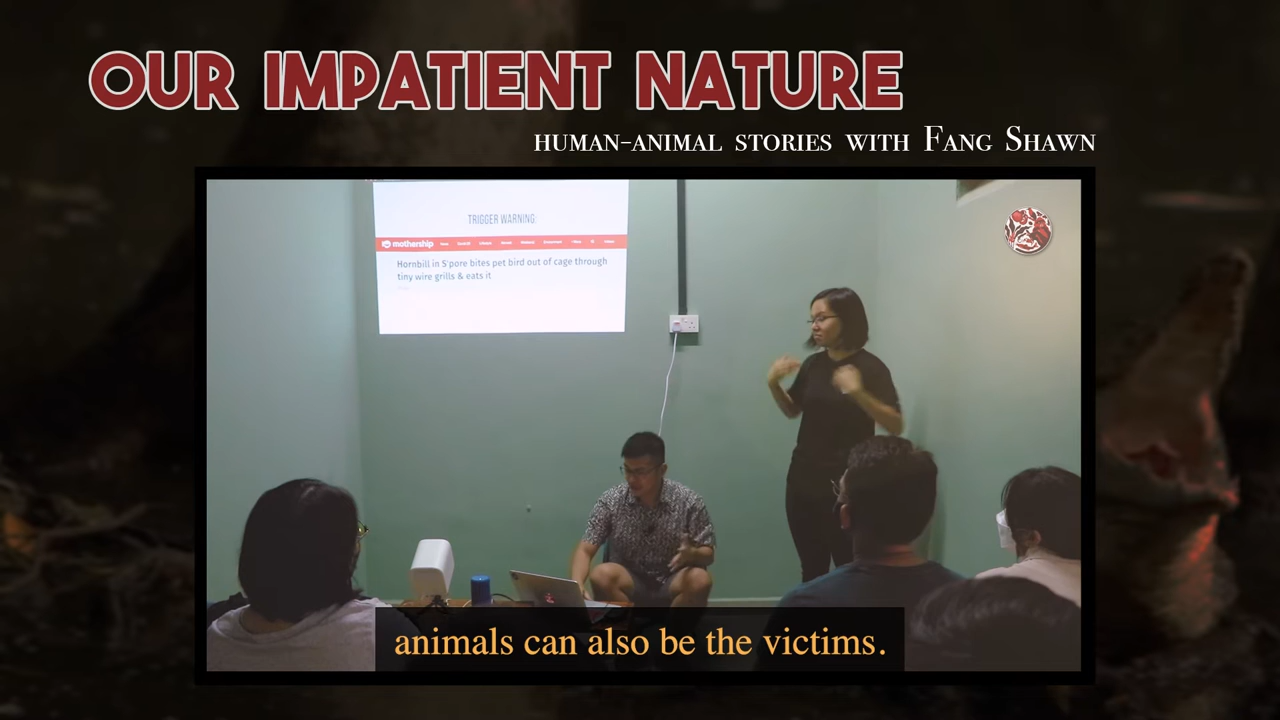 OUR IMPATIENT NATURE
HUMAN-ANIMAL STORIES WITH FANG SHAWN
TRIGGER WARNING:
mothership
Hornbill in S'pore bites pet bird out of cage through
tiny wire grills & eats it
animals can also be the victims.